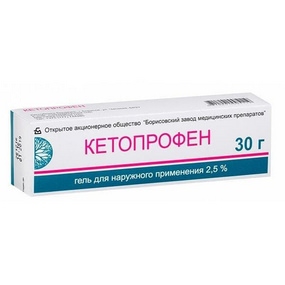 Открытое акционерное общество "Борисовский завод медицинских препаратов"
КЕТОПРОФЕН
30 г
гель для наружного применения 2,5 %